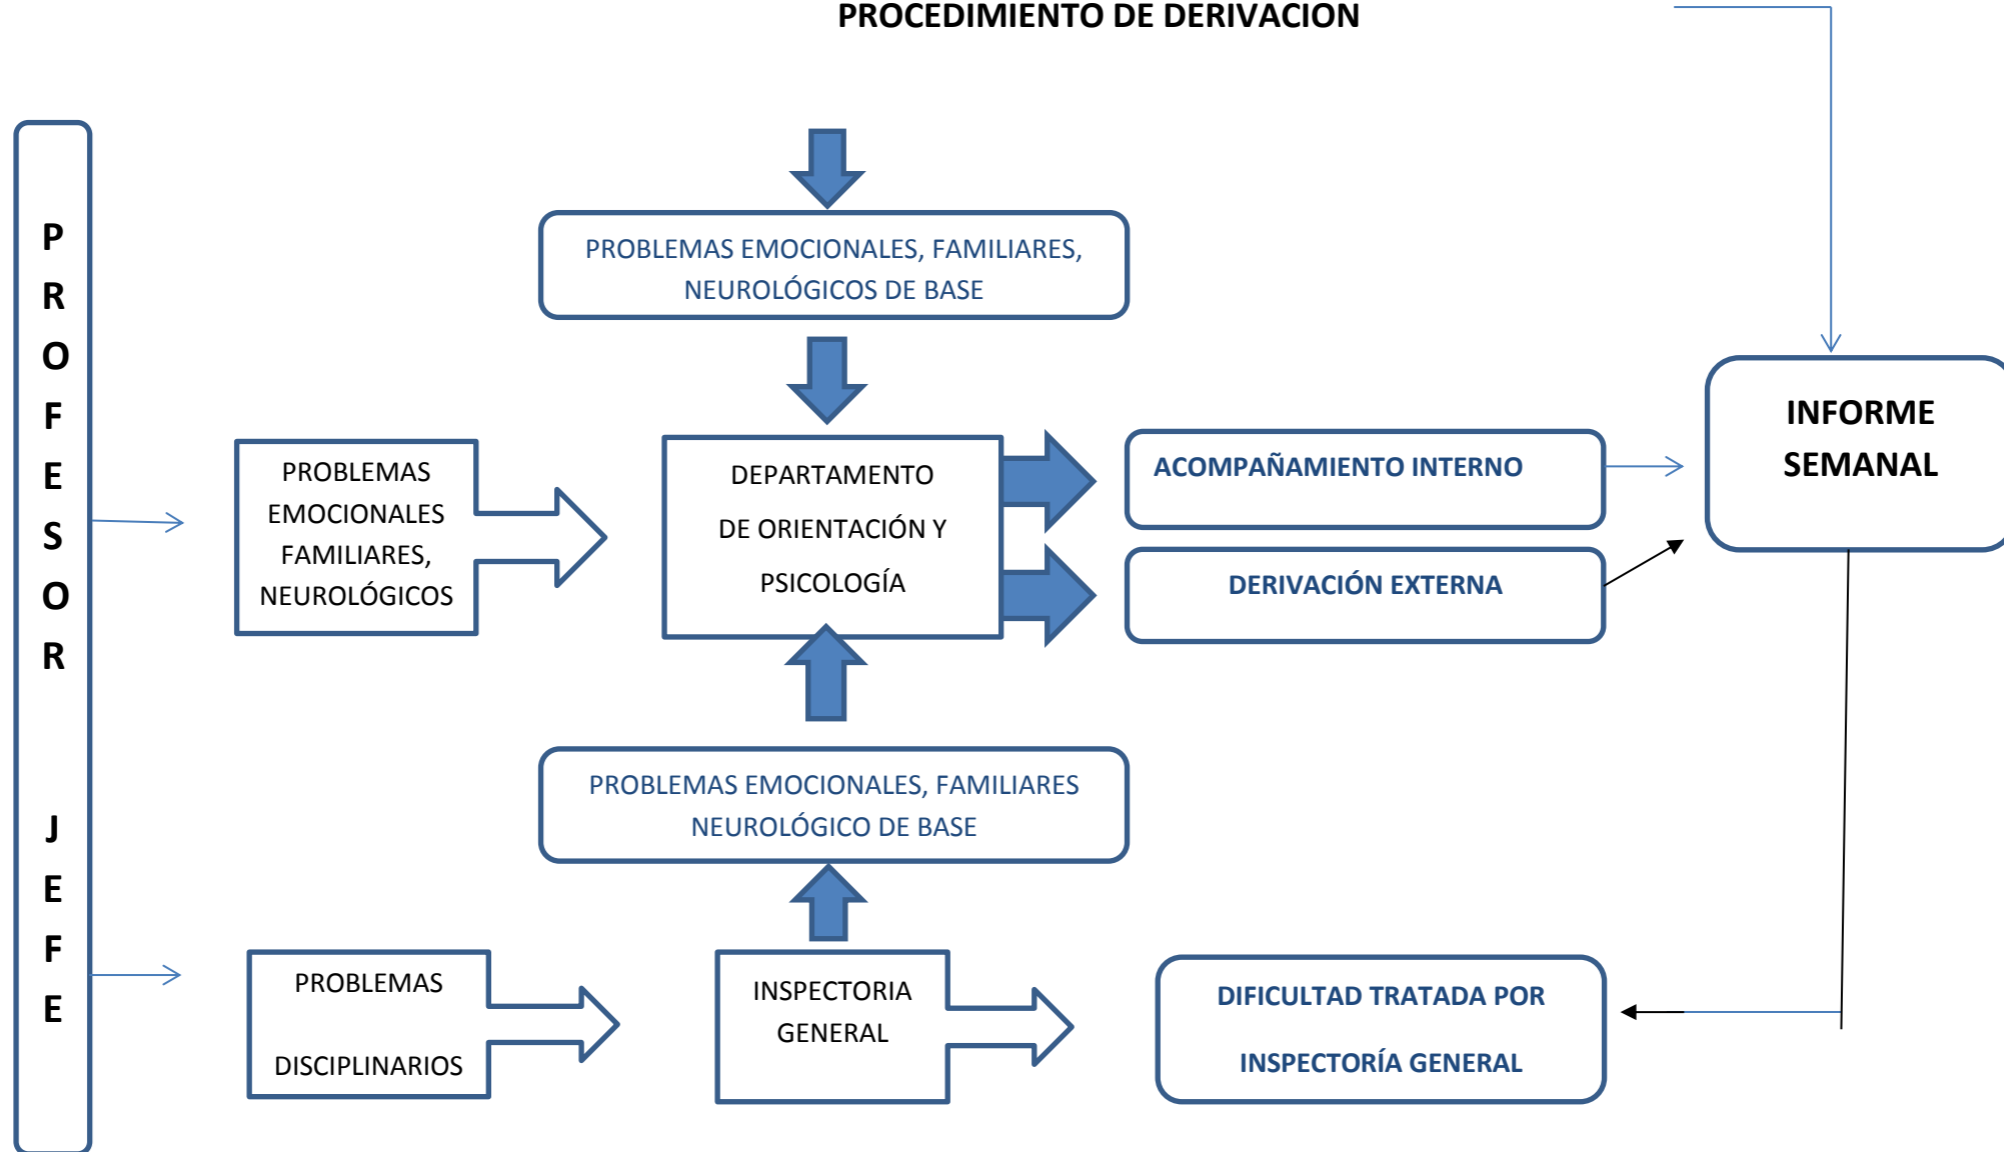 PROCEDIMIENTO DE DERIVACION
PROFESOR JEFE
PROBLEMAS EMOCIONALES, FAMILIARES,
NEUROLÓGICOS DE BASE
PROBLEMAS
EMOCIONALES
FAMILIARES,
NEUROLÓGICOS
DEPARTAMENTO
DE ORIENTACIÓN Y
PSICOLOGÍA
ACOMPAÑAMIENTO INTERNO
DERIVACIÓN EXTERNA
INFORME
SEMANAL
PROBLEMAS EMOCIONALES, FAMILIARES
NEUROLÓGICO DE BASE
PROBLEMAS
DISCIPLINARIOS
INSPECTORIA
GENERAL
DIFICULTAD TRATADA POR
INSPECTORÍA GENERAL